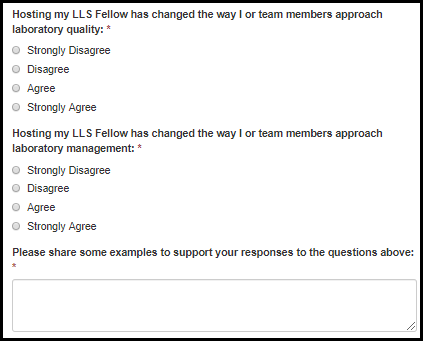 Hosting my LLS Fellow has changed the way I or team members approach
laboratory quality: *
Strongly Disagree
Disagree
Agree
Strongly Agree
Hosting my LLS Fellow has changed the way I or team members approach
laboratory management: *
Strongly Disagree
Disagree
Agree
Strongly Agree
Please share some examples to support your responses to the questions above:
*